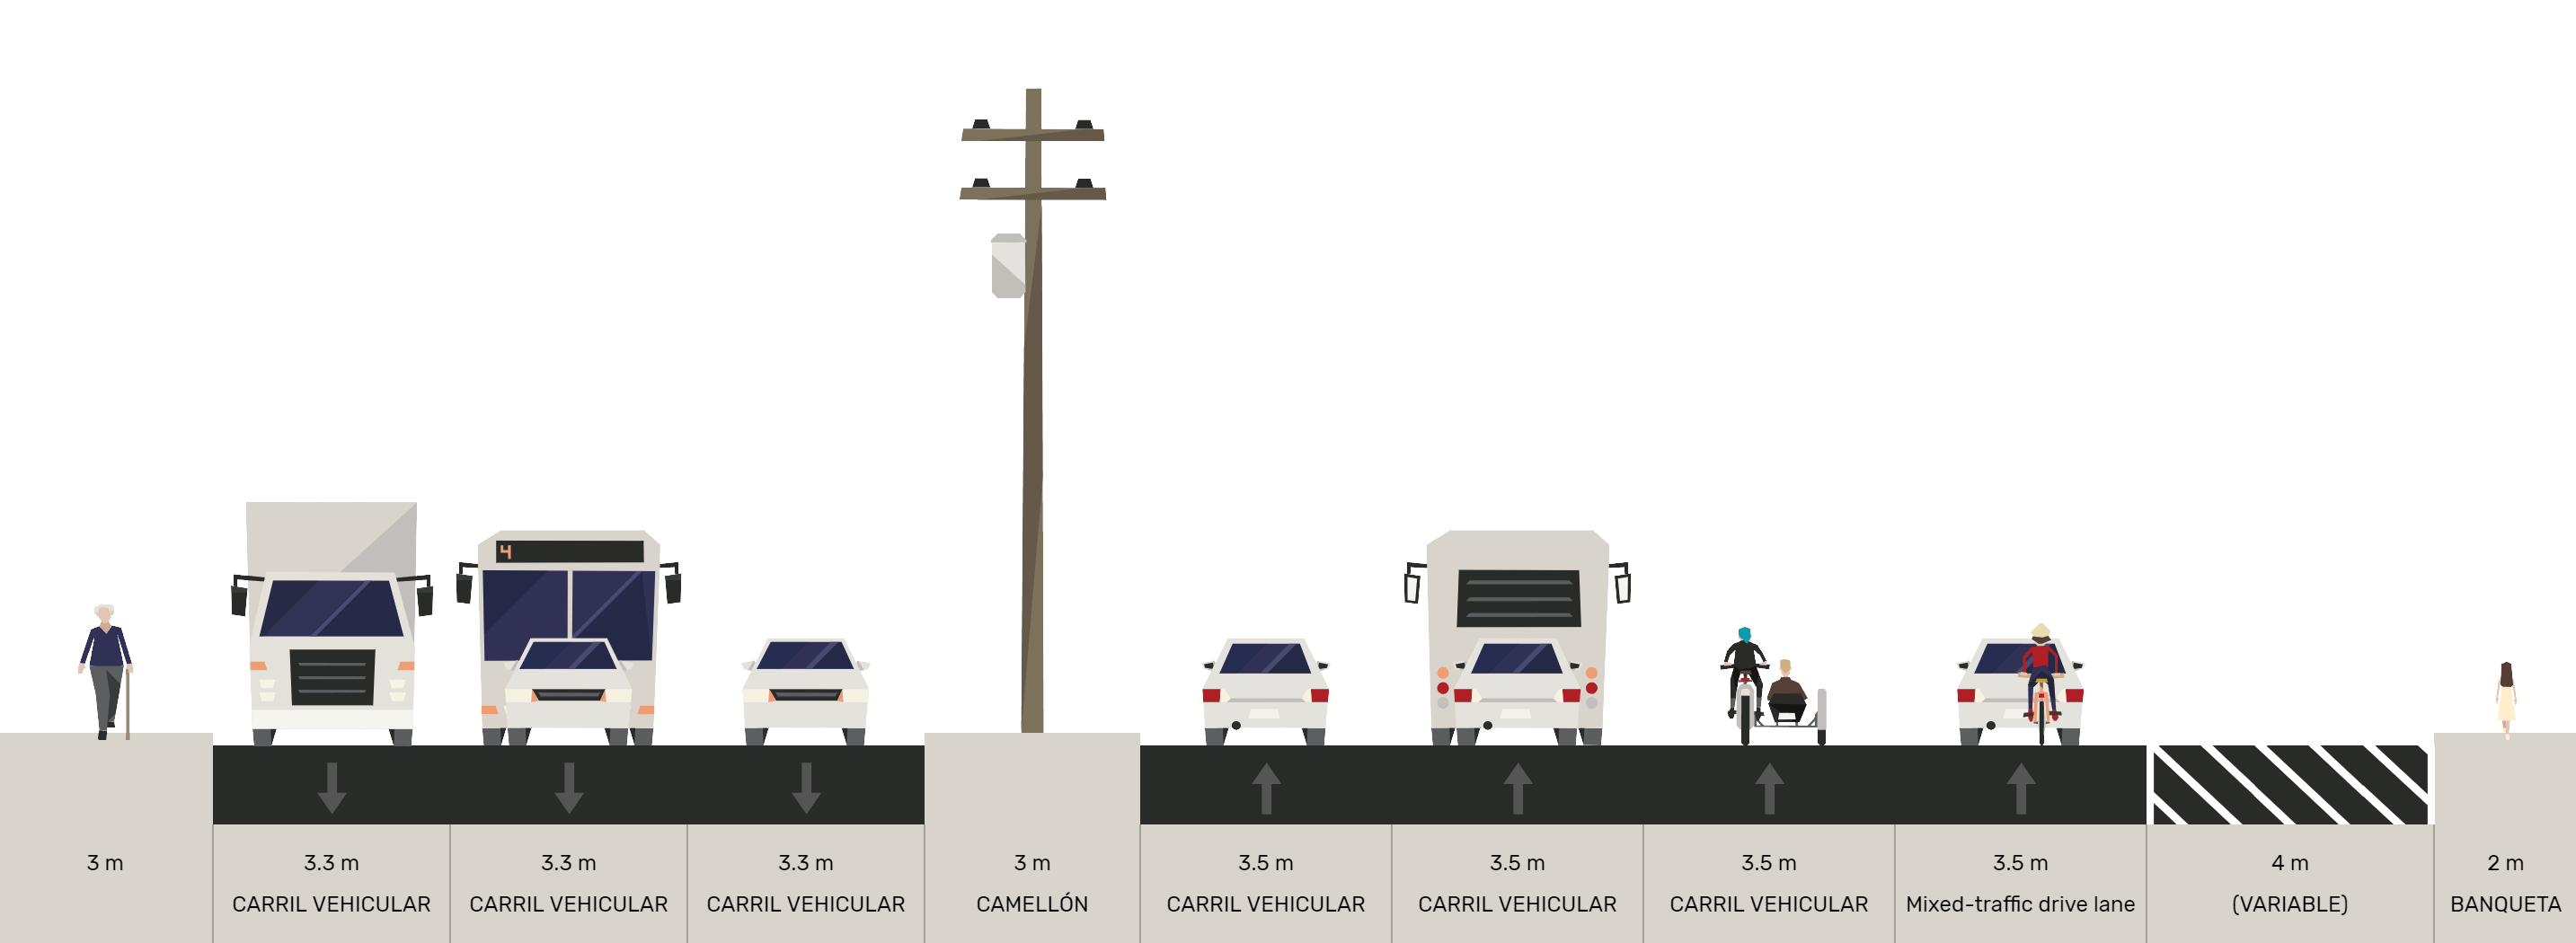 4
3 m
3.3 m
CARRIL VEHICULAR
3.3 m
CARRIL VEHICULAR
3.3 m
CARRIL VEHICULAR
3 m
CAMELLÓN
3.5 m
CARRIL VEHICULAR
3.5 m
CARRIL VEHICULAR
3.5 m
CARRIL VEHICULAR
3.5 m
Mixed-traffic drive lane
4 m
(VARIABLE)
2 m
BANQUETA